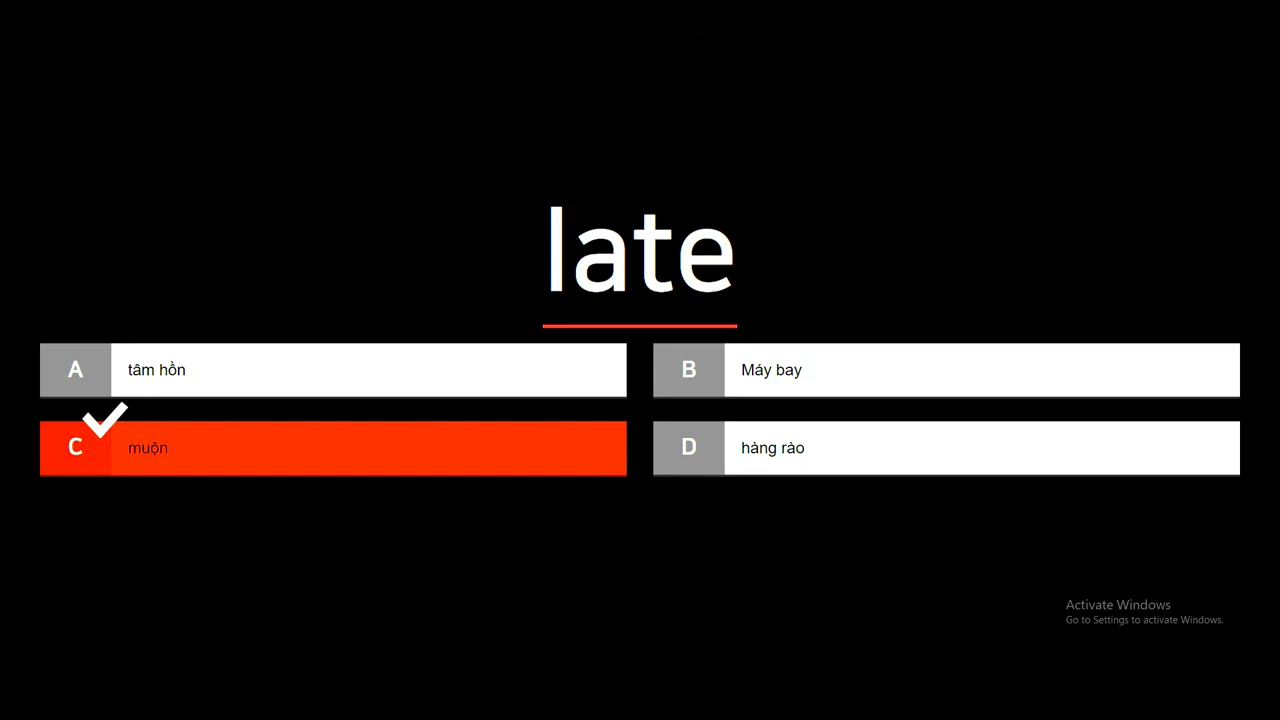 late
A tâm hồn
B Máy bay
C muộn
D hàng rào
Activate Windows
Go to Settings to activate Windows.